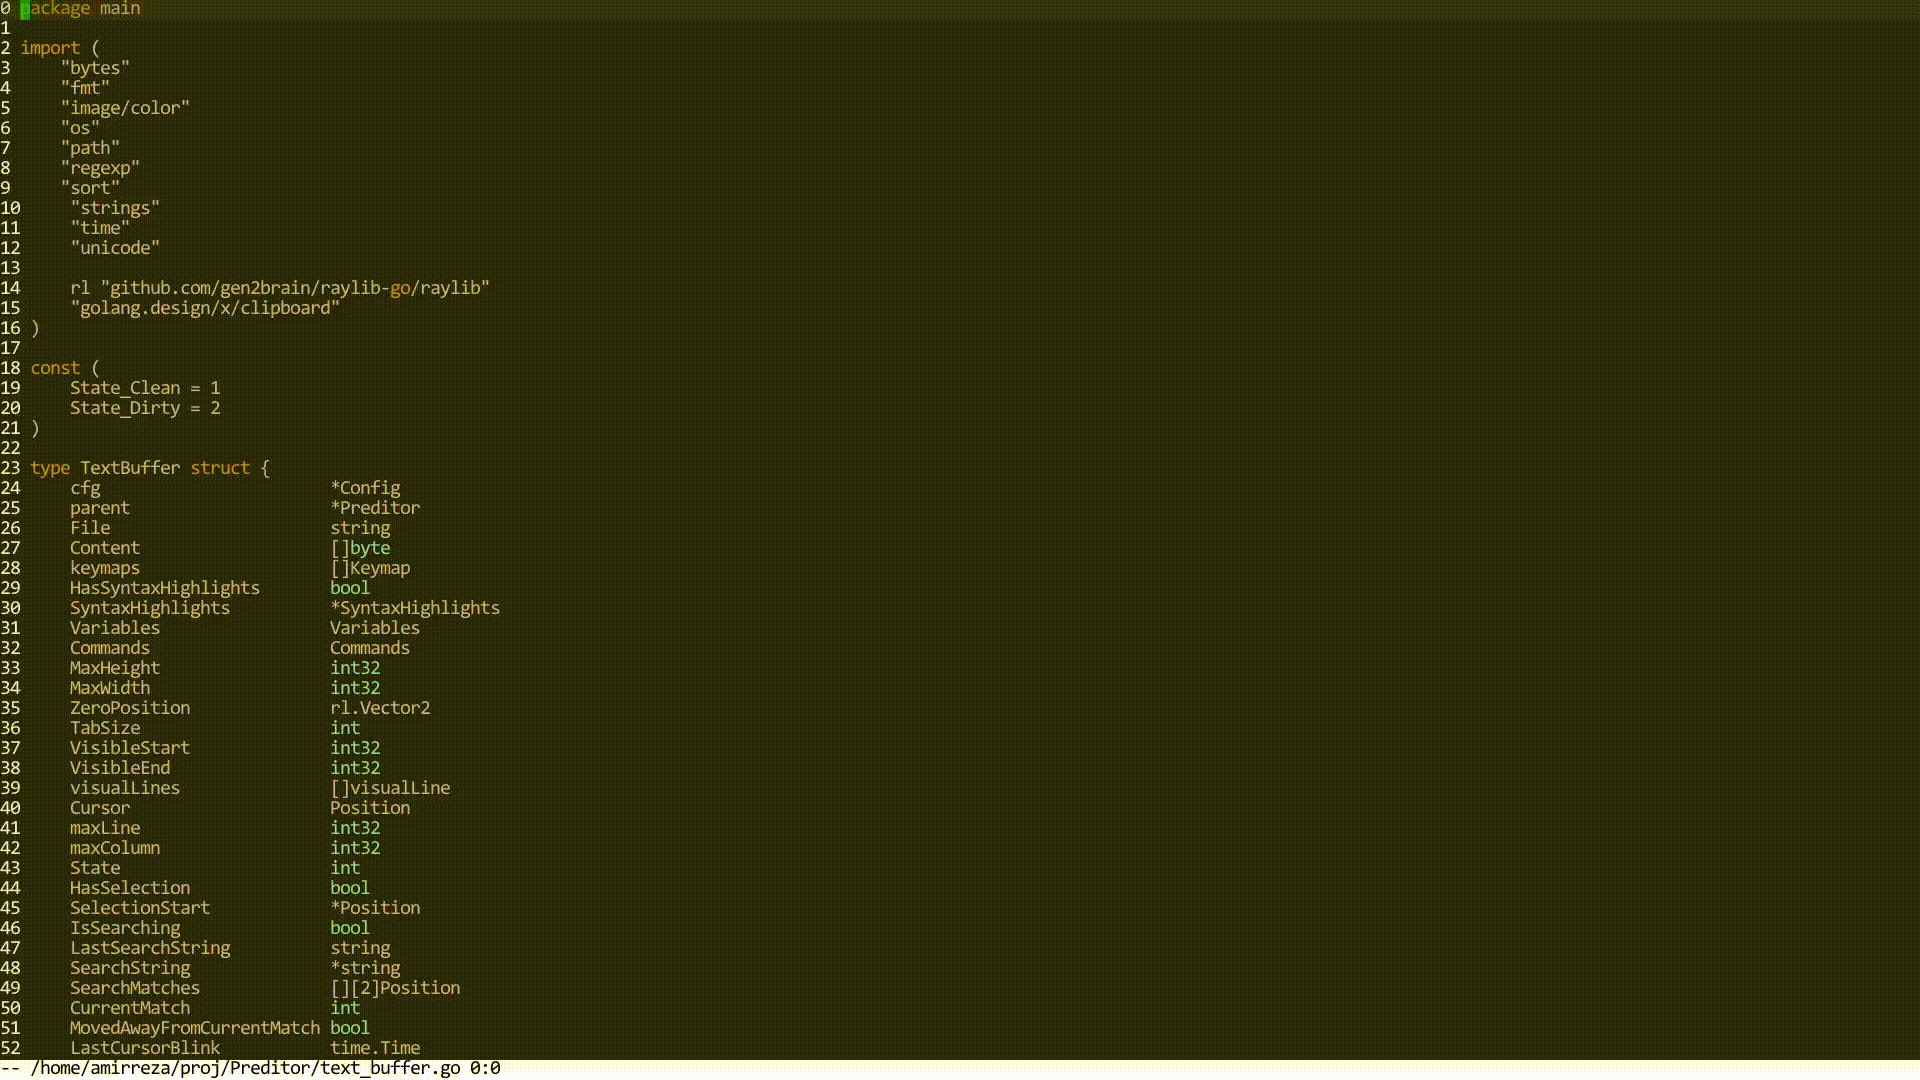 0 package main
1
2 import (
3     "bytes"
4     "fmt"
5     "image/color"
6     "os"
7     "path"
8     "regexp"
9     "sort"
10     "strings"
11     "time"
12     "unicode"
13
14     rl "github.com/gen2brain/raylib-go/raylib"
15     "golang.design/x/clipboard"
16 )
17
18 const (
19     State_Clean = 1
20     State_Dirty = 2
21 )
22
23 type TextBuffer struct {
24     cfg                       *Config
25     parent                    *Preditor
26     File                      string
27     Content                   []byte
28     keymaps                   []Keymap
29     HasSyntaxHighlights       bool
30     SyntaxHighlights          *SyntaxHighlights
31     Variables                 Variables
32     Commands                  Commands
33     MaxHeight                 int32
34     MaxWidth                  int32
35     ZeroPosition              rl.Vector2
36     TabSize                   int
37     VisibleStart              int32
38     VisibleEnd                int32
39     visualLines               []visualLine
40     Cursor                    Position
41     maxLine                   int32
42     maxColumn                 int32
43     State                     int
44     HasSelection              bool
45     SelectionStart            *Position
46     IsSearching               bool
47     LastSearchString          string
48     SearchString              *string
49     SearchMatches             [][2]Position
50     CurrentMatch              int
51     MovedAwayFromCurrentMatch bool
52     LastCursorBlink           time.Time
-- /home/amirreza/proj/Preditor/text_buffer.go 0:0